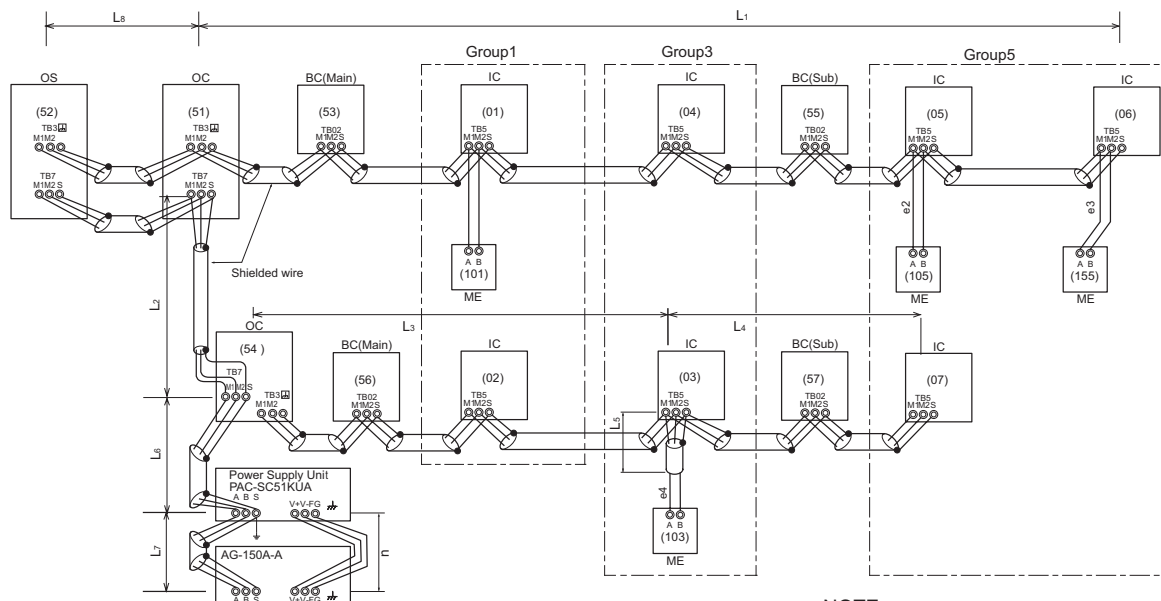 L8
L1
Group1
Group3
Group5
OS
OC
BC(Main)
IC
IC
BC(Sub)
IC
IC
(52)
(51)
(53)
(01)
(04)
(55)
(05)
(06)
TB3
M1M2
TB3
M1M2
TB02
M1M2S
TB5
M1M2S
TB5
M1M2S
TB02
M1M2S
TB5
M1M2S
TB5
M1M2S
TB7
M1M2 S
TB7
M1M2 S
e2
e3
Shielded wire
A B
(101)
ME
A B
(105)
ME
A B
(155)
ME
L2
L3
L4
OC
BC(Main)
IC
IC
BC(Sub)
IC
(54 )
(56)
(02)
(03)
(57)
(07)
TB7
M1M2 S
TB3
M1M2
TB02
M1M2S
TB5
M1M2S
TB5
M1M2S
TB02
M1M2S
TB5
M1M2S
L5
L6
e4
Power Supply Unit
PAC-SC51KUA
A B S
V+V-FG
A B
(103)
ME
L7
n
AG-150A-A
A B S
V+V-FG